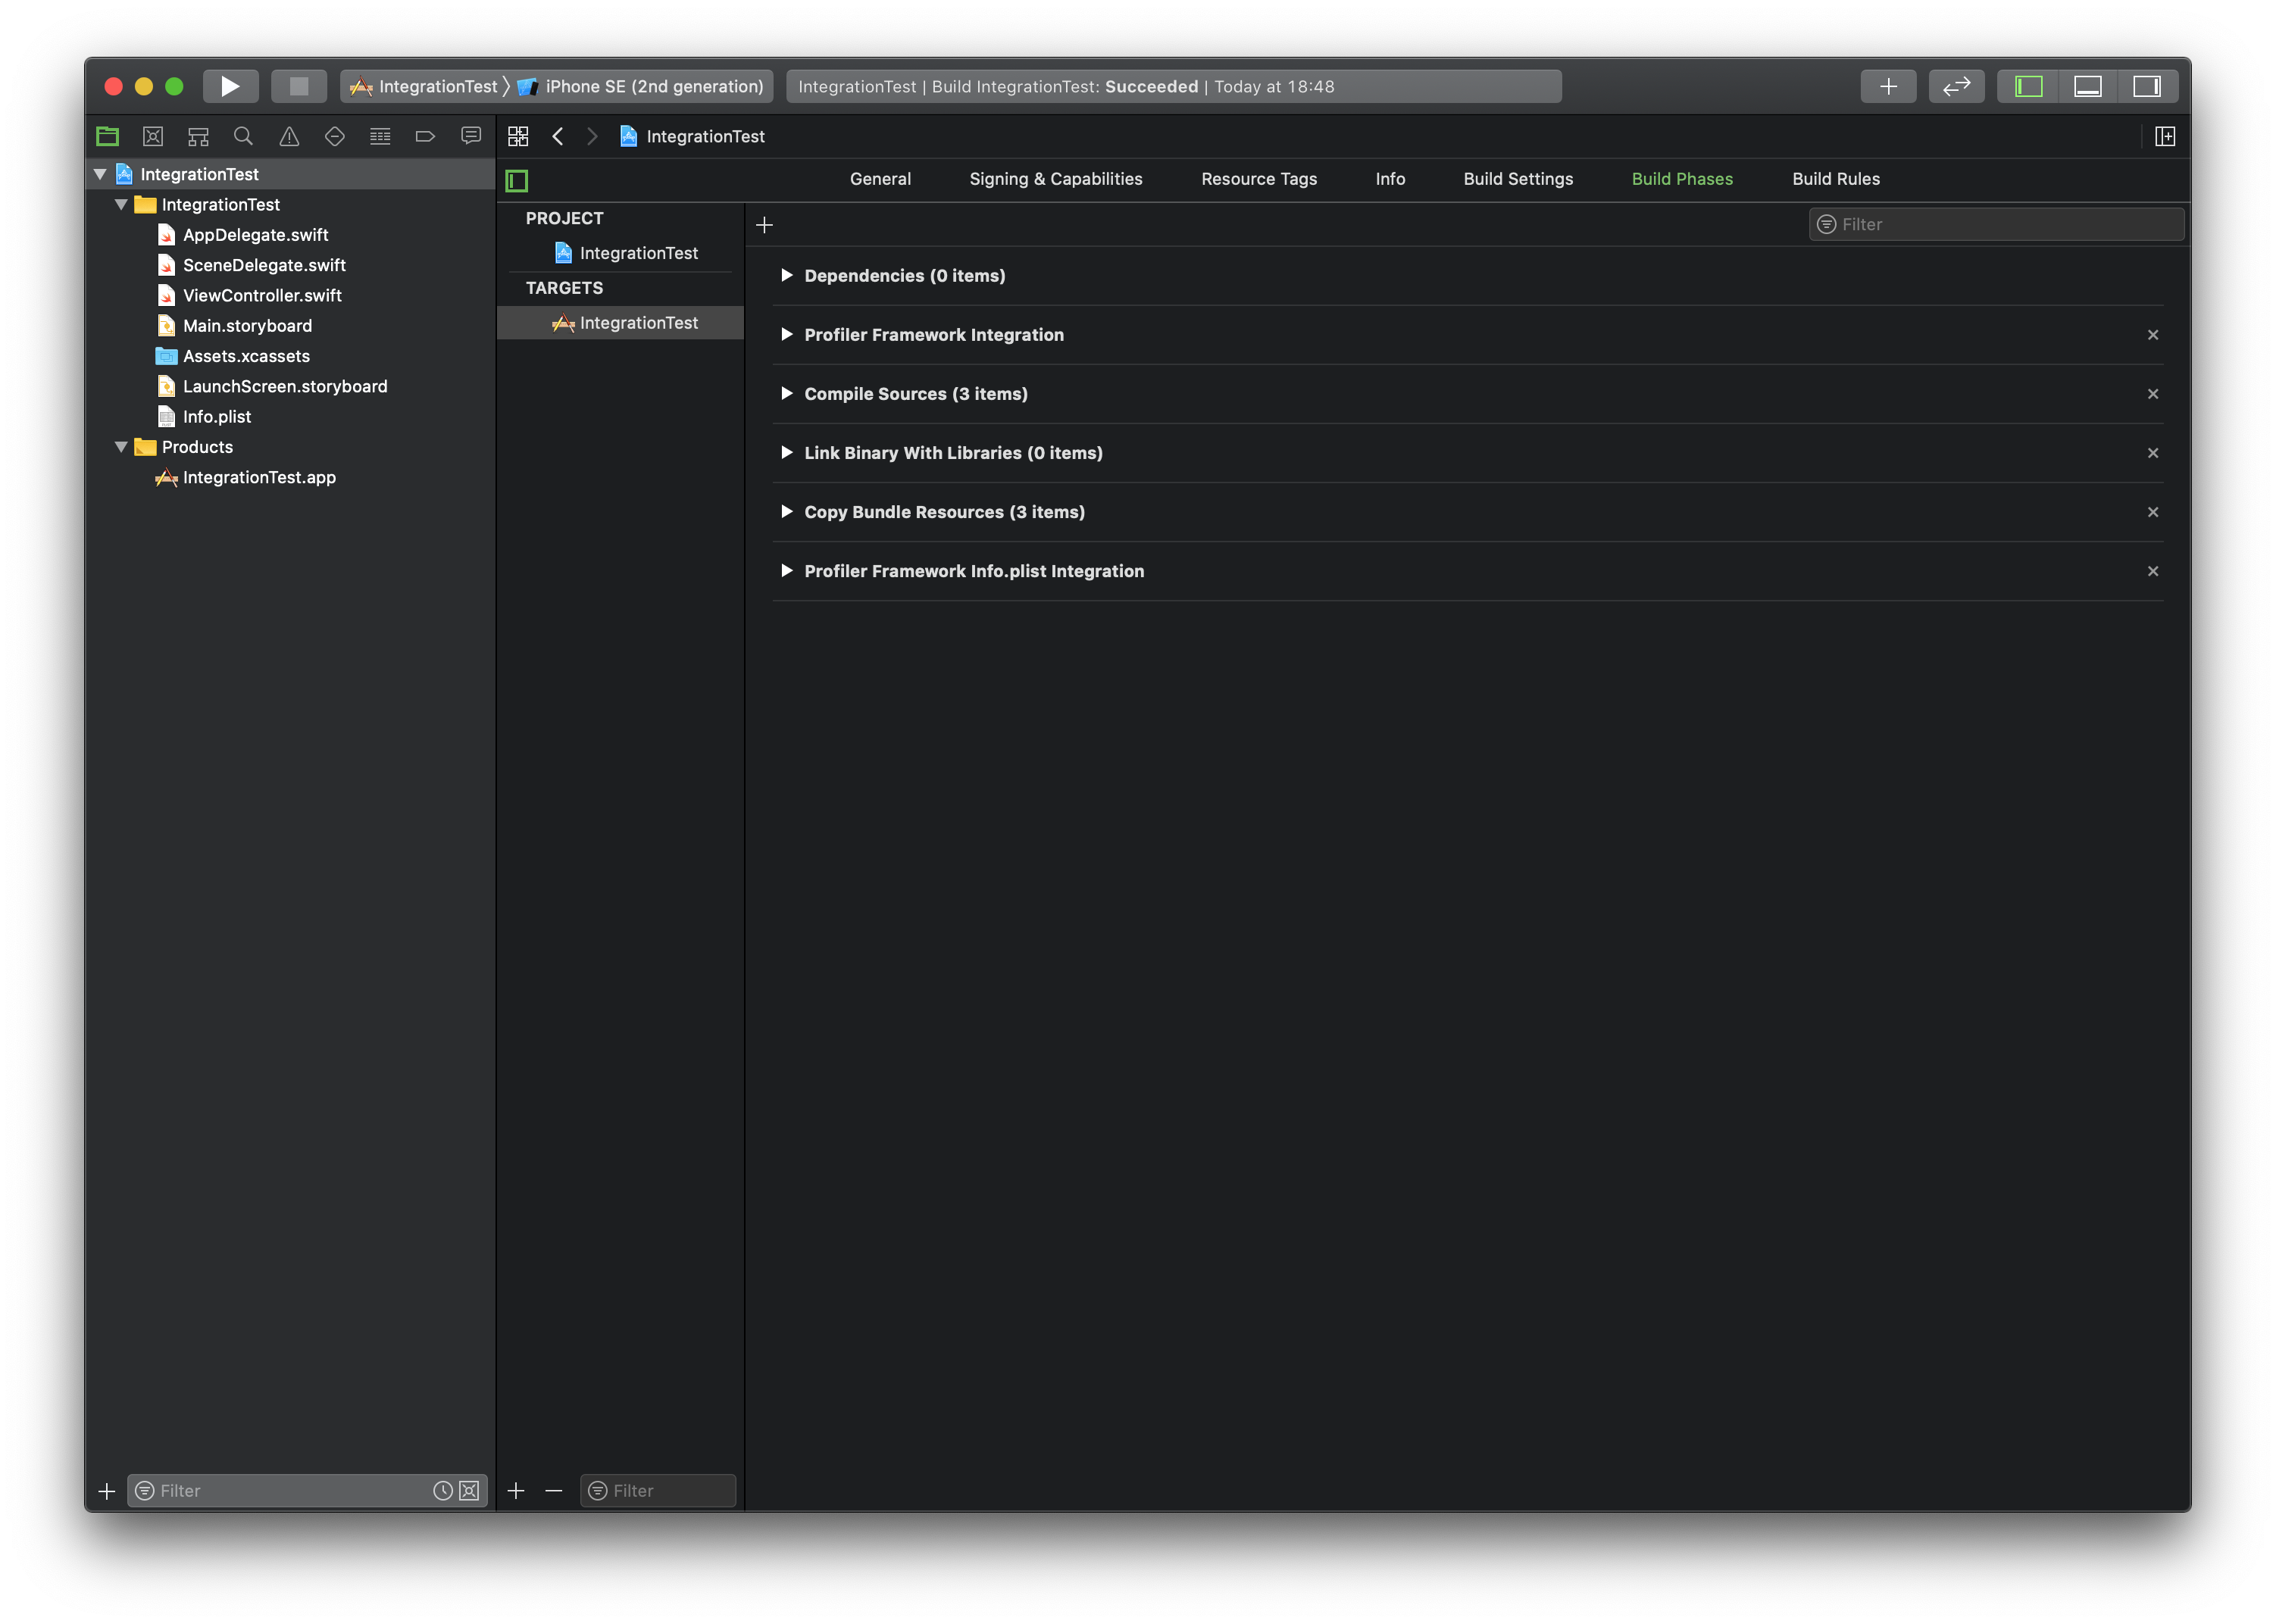 IntegrationTest 〉 iPhone SE (2nd generation)
IntegrationTest | Build IntegrationTest: Succeeded | Today at 18:48
IntegrationTest
IntegrationTest
AppDelegate.swift
SceneDelegate.swift
ViewController.swift
Main.storyboard
Assets.xcassets
LaunchScreen.storyboard
Info.plist
Products
IntegrationTest.app
Filter
IntegrationTest
General Signing & Capabilities Resource Tags Info Build Settings Build Phases Build Rules
PROJECT
IntegrationTest
TARGETS
IntegrationTest
Filter
Filter
Dependencies (0 items)
Profiler Framework Integration
Compile Sources (3 items)
Link Binary With Libraries (0 items)
Copy Bundle Resources (3 items)
Profiler Framework Info.plist Integration